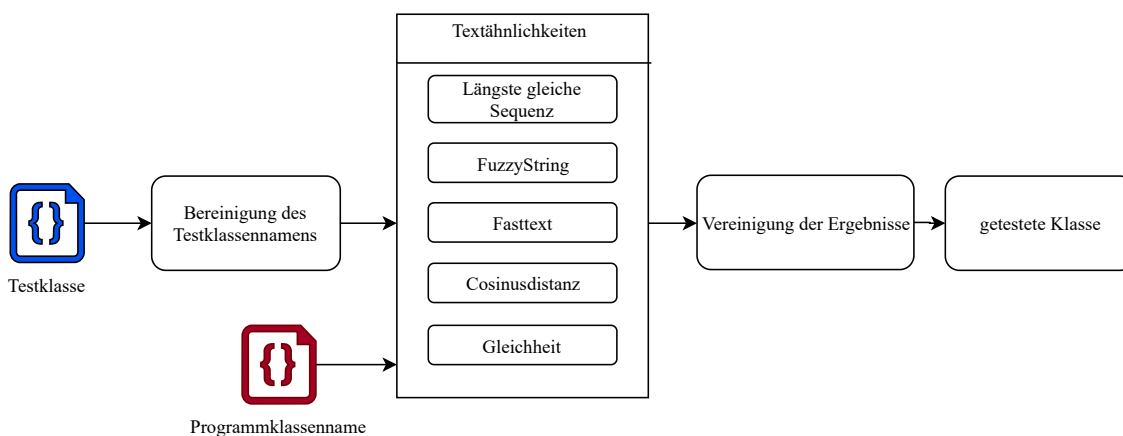 Textähnlichkeiten
Längste gleiche
Sequenz
FuzzyString
Fasttext
Cosinusdistanz
Gleichheit
{}
Testklasse
Bereinigung des
Testklassennamens
{}
Programmklassenname
Vereinigung der Ergebnisse
getestete Klasse